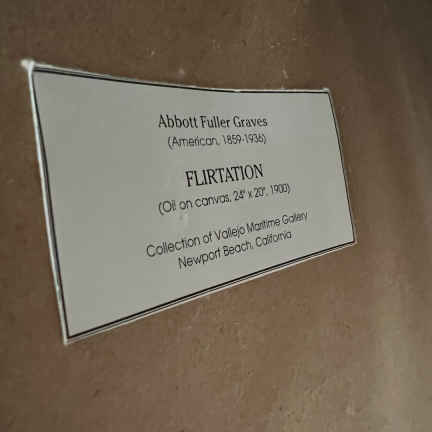 Abbott Fuller Graves
(American, 1859-1936)
FLIRTATION
(Oil on canvas, 24" x 20", 1900)
Collection of Vallejo Maritime Gallery
Newport Beach, California